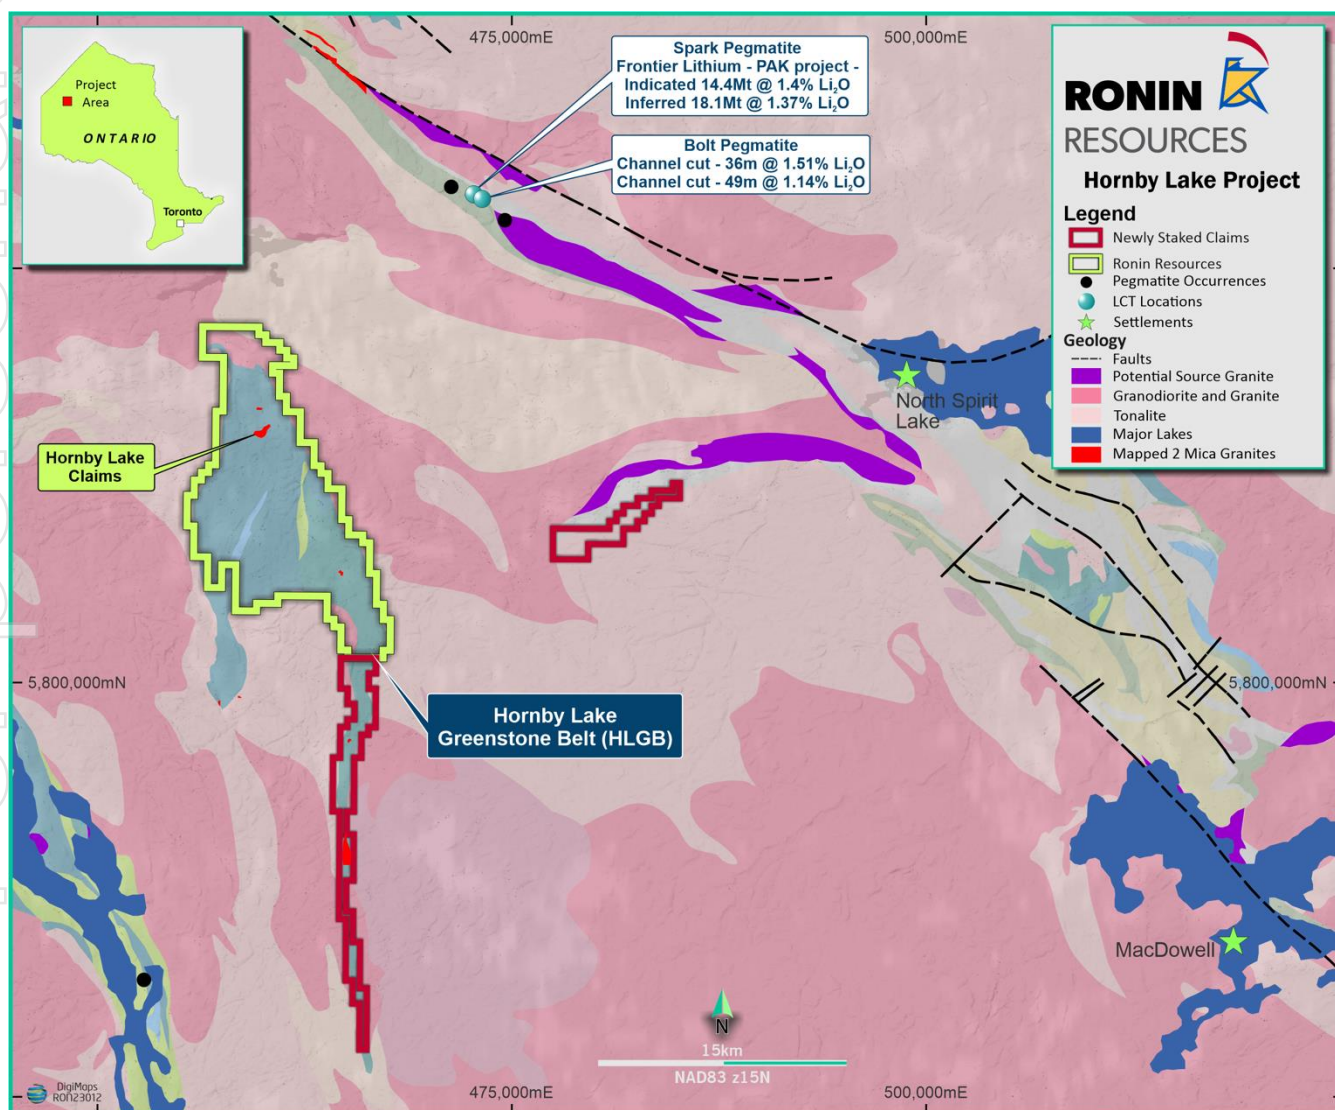 475,000mE
500,000mE
Project
Area
ONTARIO
Toronto
Spark Pegmatite
Frontier Lithium - PAK project -
Indicated 14.4Mt @ 1.4% Li₂O
Inferred 18.1Mt @ 1.37% Li₂O
Bolt Pegmatite
Channel cut - 36m @ 1.51% Li₂O
Channel cut - 49m @ 1.14% Li₂O
RONIN
RESOURCES
Hornby Lake Project
Legend
Newly Staked Claims
Ronin Resources
Pegmatite Occurrences
LCT Locations
Settlements
Geology
Faults
Potential Source Granite
Granodiorite and Granite
Tonalite
Major Lakes
Mapped 2 Mica Granites
North Spirit
Lake
Hornby Lake
Claims
5,800,000mN
5,800,000mN
Hornby Lake
Greenstone Belt (HLGB)
MacDowell
N
15km
NAD83 z15N
DigiMaps
RON23012
475,000mE
500,000mE